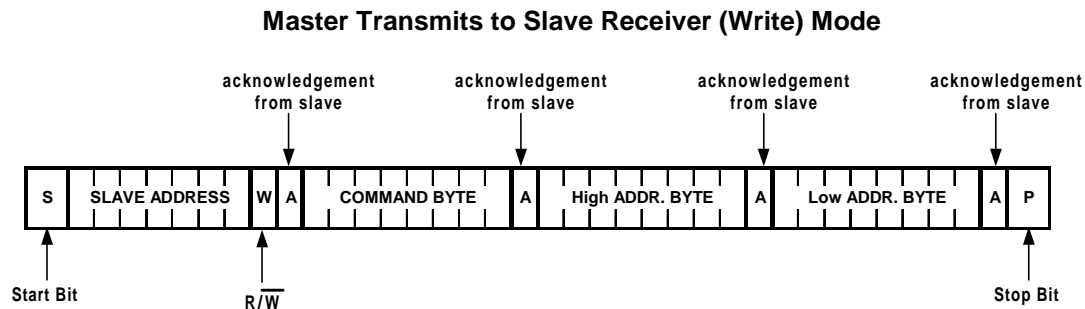 Master Transmits to Slave Receiver (Write) Mode
acknowledgement
from slave
acknowledgement
from slave
acknowledgement
from slave
acknowledgement
from slave
S SLAVE ADDRESS W A COMMAND BYTE A High ADDR. BYTE A Low ADDR. BYTE A P
Start Bit
R/W̅
Stop Bit